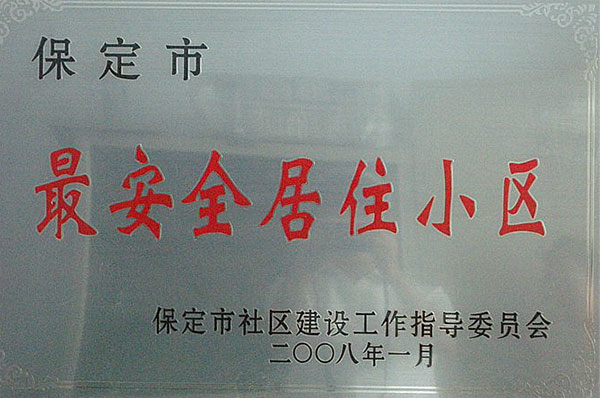 保定市
最安全居住小区
保定市社区建设工作指导委员会
二〇〇八年一月